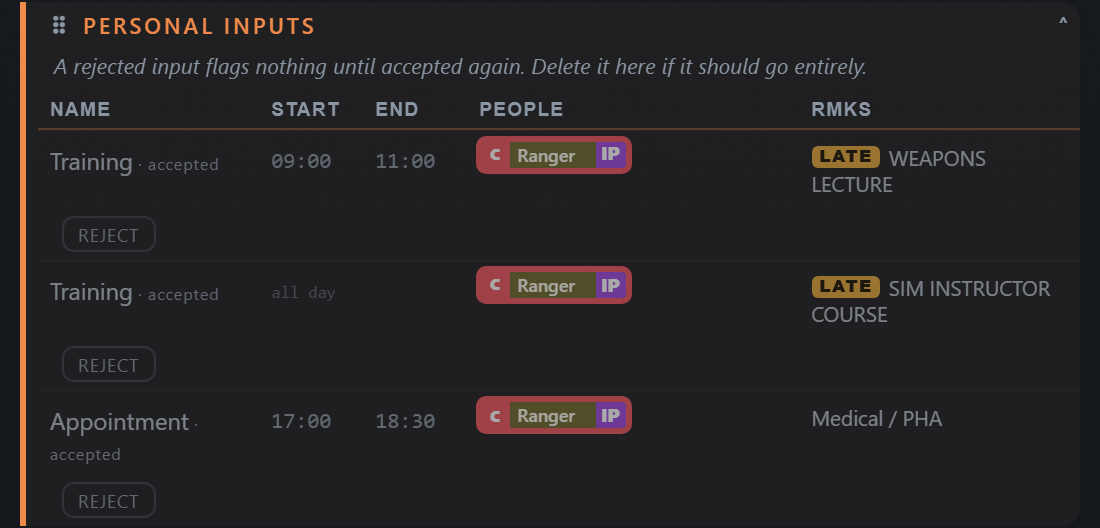 PERSONAL INPUTS ^
A rejected input flags nothing until accepted again. Delete it here if it should go entirely.
NAME START END PEOPLE RMKS
Training · accepted 09:00 11:00 C Ranger IP LATE WEAPONS
LECTURE
REJECT
Training · accepted all day C Ranger IP LATE SIM INSTRUCTOR
COURSE
REJECT
Appointment · 17:00 18:30 C Ranger IP Medical / PHA
accepted
REJECT